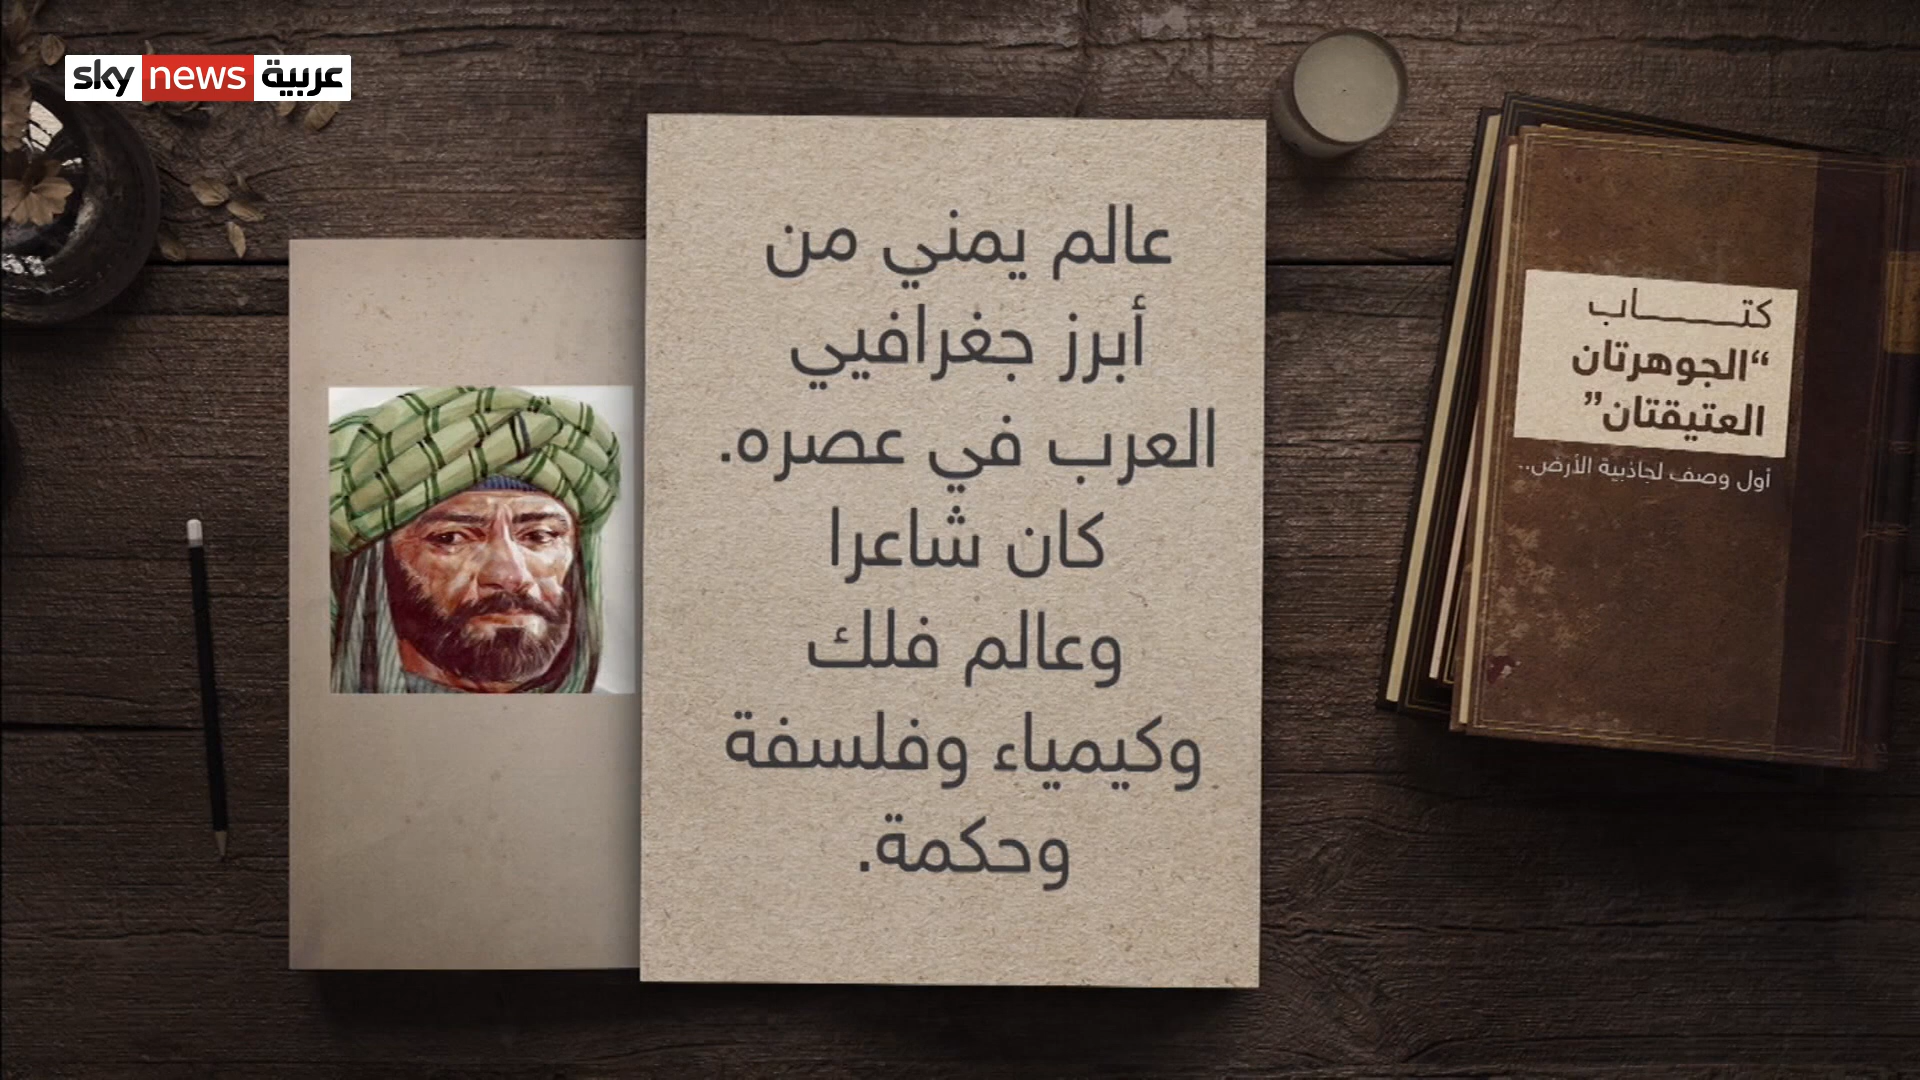 sky news عربية
عالم يمني من
أبرز جغرافيي
العرب في عصره.
كان شاعرا
وعالم فلك
وكيمياء وفلسفة
وحكمة.
كتـــــاب
“الجوهرتان
العتيقتان”
أول وصف لجاذبية الأرض..